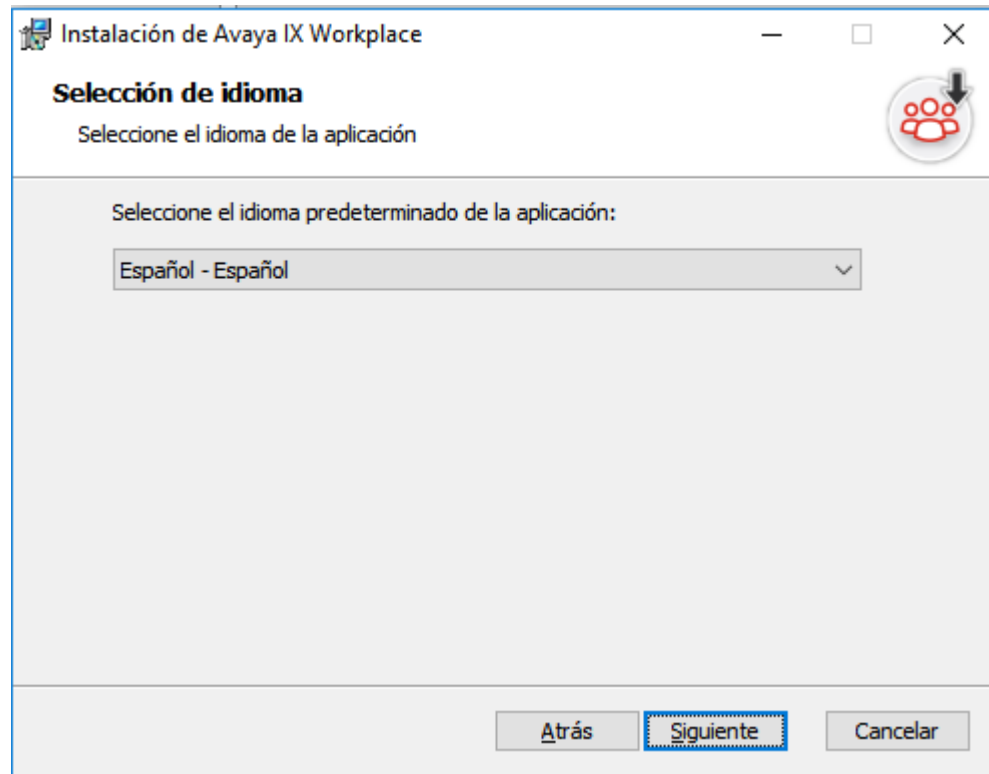 Instalación de Avaya IX Workplace
Selección de idioma
Seleccione el idioma de la aplicación
Seleccione el idioma predeterminado de la aplicación:
Español - Español
Atrás Siguiente Cancelar